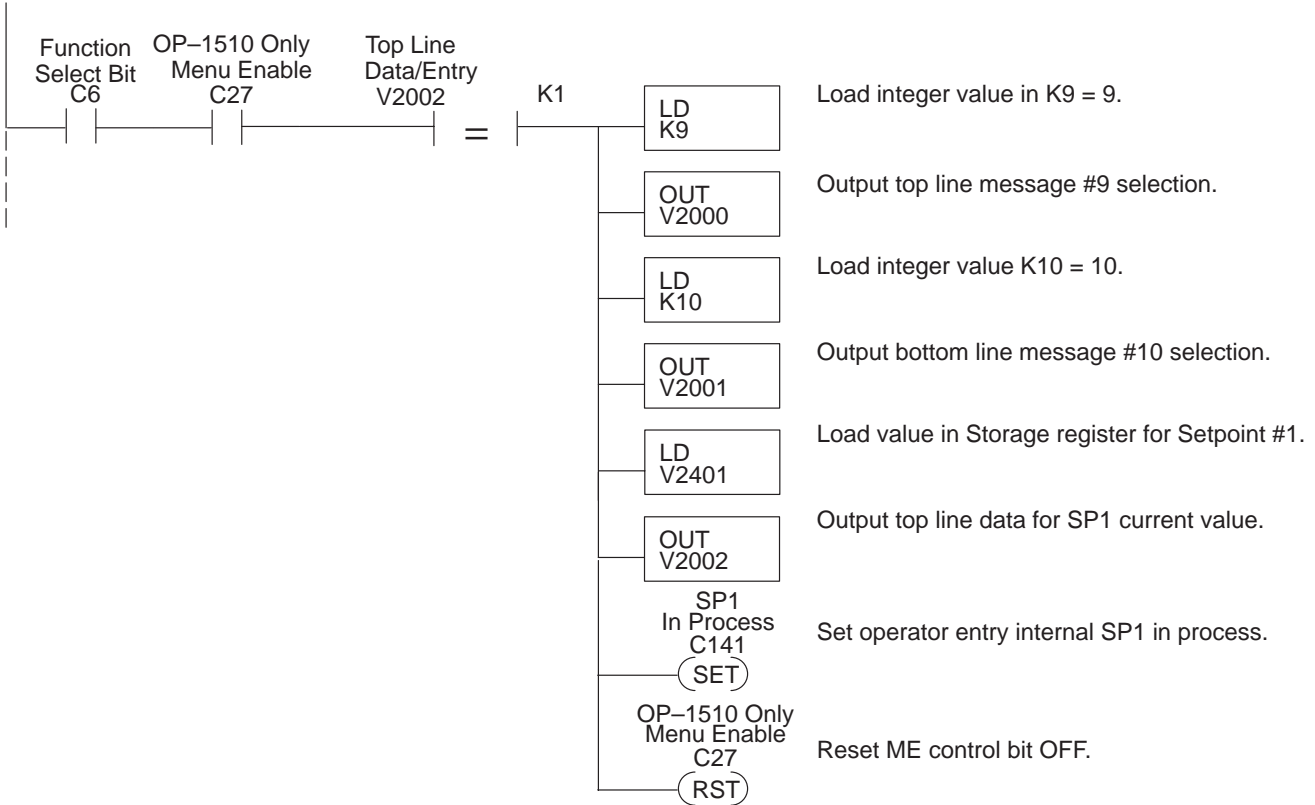 Function
Select Bit
C6
OP–1510 Only
Menu Enable
C27
Top Line
Data/Entry
V2002
=
K1
LD
K9
Load integer value in K9 = 9.
OUT
V2000
Output top line message #9 selection.
LD
K10
Load integer value K10 = 10.
OUT
V2001
Output bottom line message #10 selection.
LD
V2401
Load value in Storage register for Setpoint #1.
OUT
V2002
Output top line data for SP1 current value.
SP1
In Process
C141
SET
Set operator entry internal SP1 in process.
OP–1510 Only
Menu Enable
C27
RST
Reset ME control bit OFF.